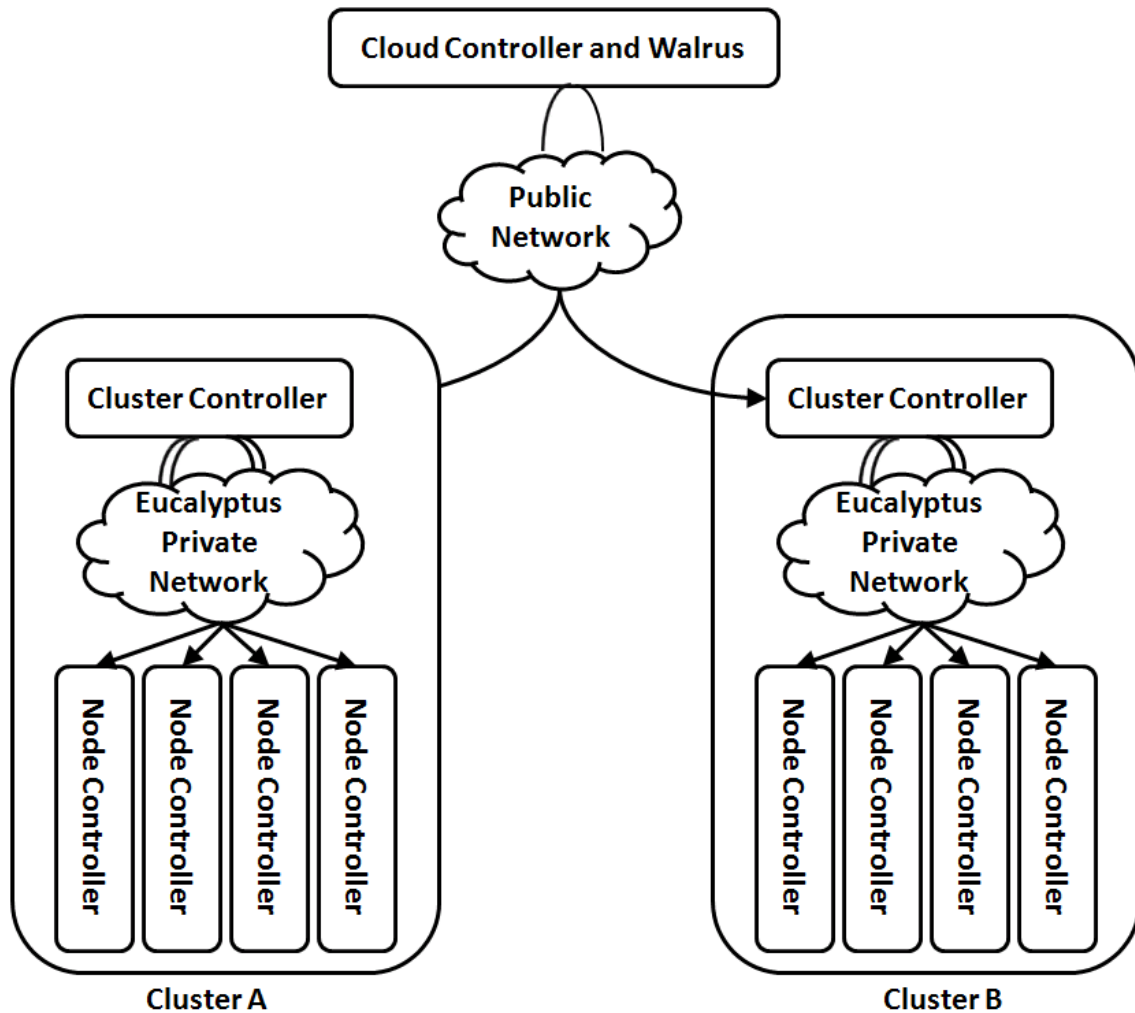 Cloud Controller and Walrus
Public
Network
Cluster Controller
Eucalyptus
Private
Network
Node Controller
Node Controller
Node Controller
Node Controller
Cluster A
Cluster Controller
Eucalyptus
Private
Network
Node Controller
Node Controller
Node Controller
Node Controller
Cluster B